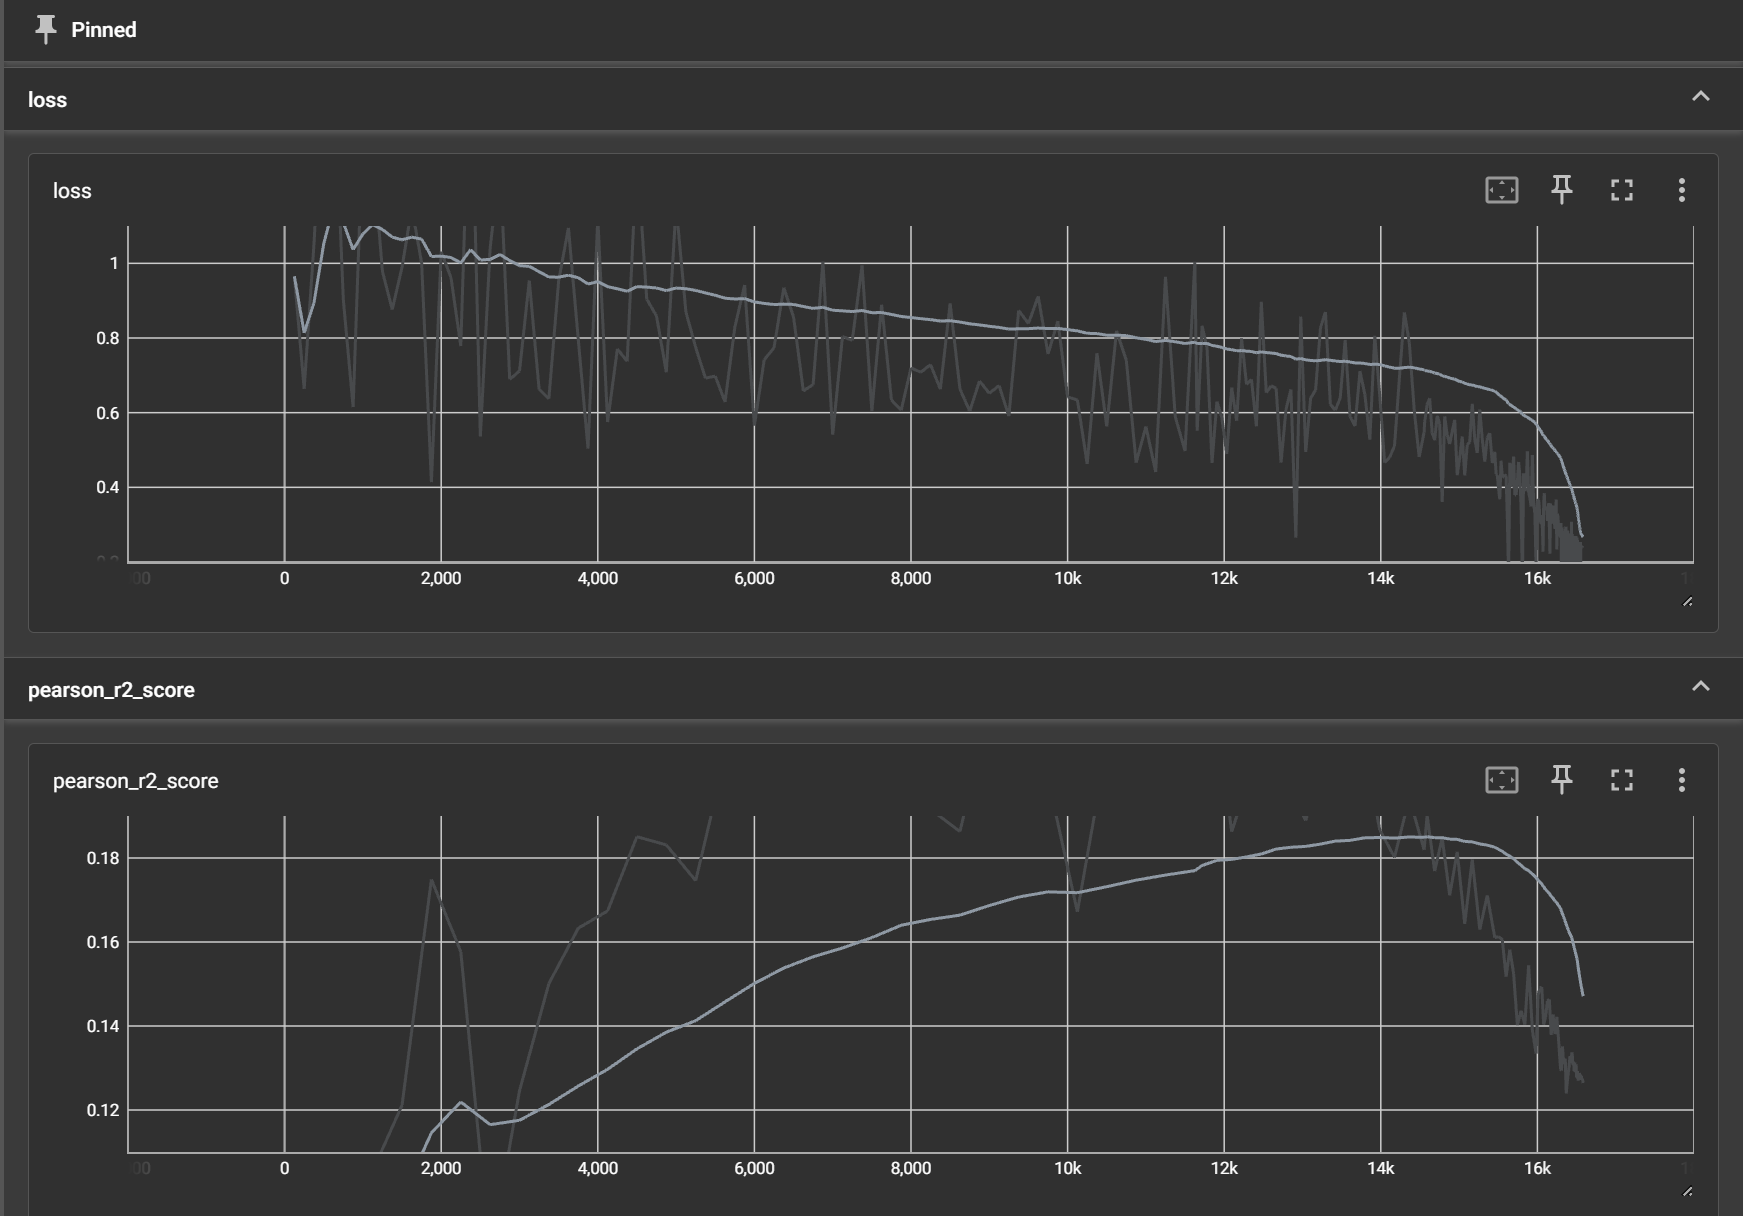 Pinned
loss
loss
1
0.8
0.6
0.4
0 2,000 4,000 6,000 8,000 10k 12k 14k 16k
pearson_r2_score
pearson_r2_score
0.18
0.16
0.14
0.12
0 2,000 4,000 6,000 8,000 10k 12k 14k 16k